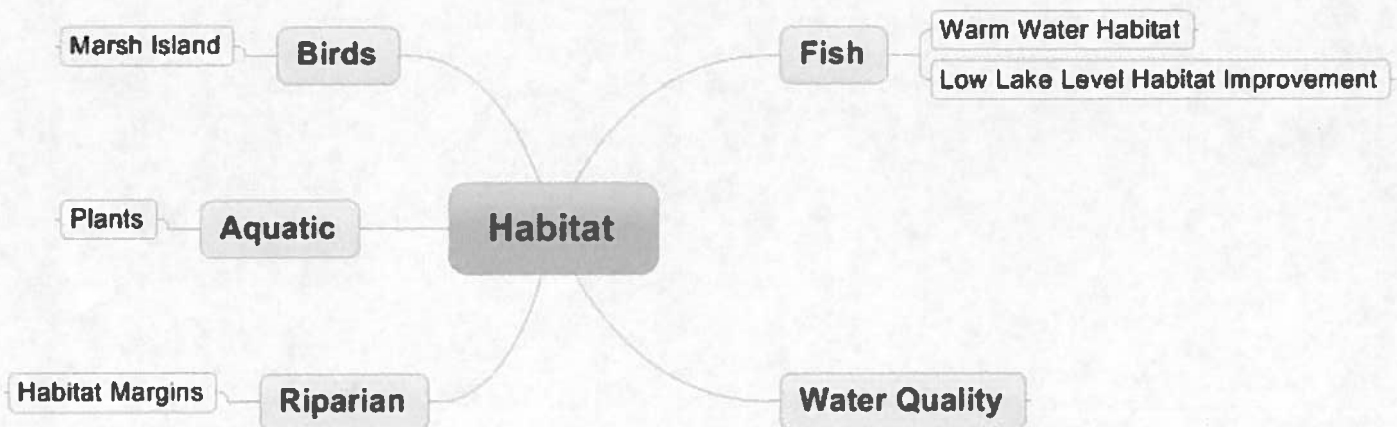 Marsh Island
Birds
Fish
Warm Water Habitat
Low Lake Level Habitat Improvement
Plants
Aquatic
Habitat
Habitat Margins
Riparian
Water Quality